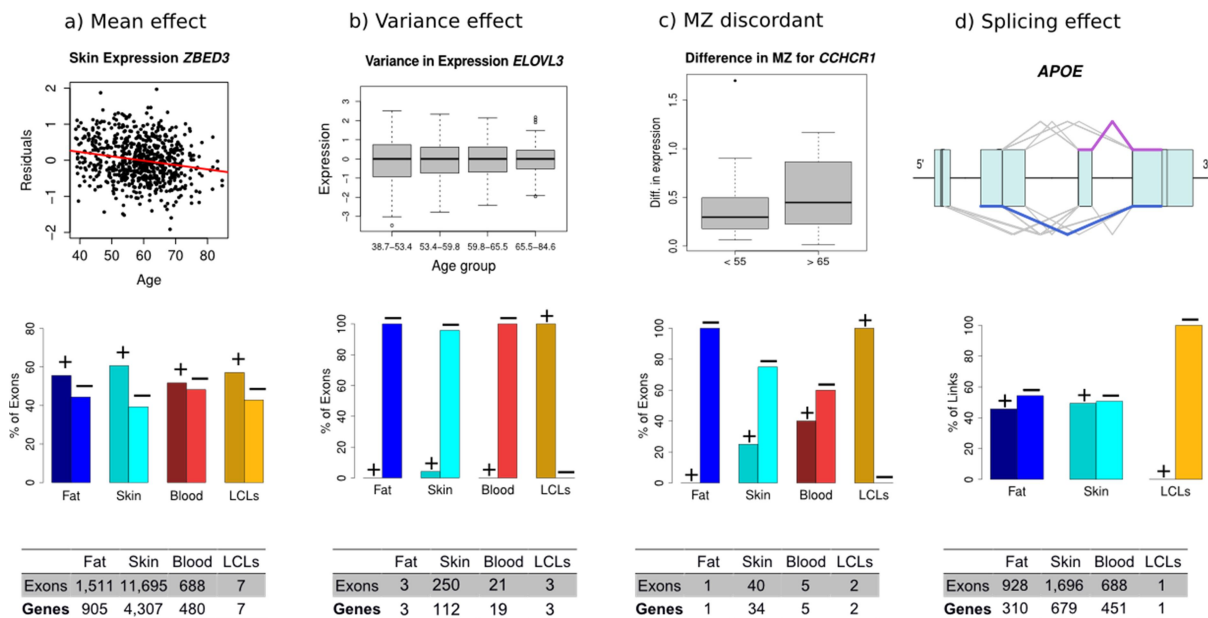 a) Mean effect
b) Variance effect
c) MZ discordant
d) Splicing effect
Skin Expression ZBED3
Residuals
2
1
0
−1
−2
40 50 60 70 80
Age
Variance in Expression ELOVL3
Expression
3
2
1
0
−1
−2
−3
38.7−53.4 53.4−59.8 59.8−65.5 65.5−84.6
Age group
Difference in MZ for CCHCR1
Diff. in expression
1.5
1.0
0.5
0.0
< 55 > 65
APOE
5' 3'
% of Exons
80
60
40
20
0
+ − + − + − + −
Fat Skin Blood LCLs
% of Exons
100
80
60
40
20
0
+ − + − + − + −
Fat Skin Blood LCLs
% of Exons
100
80
60
40
20
0
+ − + − + − + −
Fat Skin Blood LCLs
% of Links
100
80
60
40
20
0
+ − + − + −
Fat Skin LCLs
Fat Skin Blood LCLs
Exons 1,511 11,695 688 7
Genes 905 4,307 480 7
Fat Skin Blood LCLs
Exons 3 250 21 3
Genes 3 112 19 3
Fat Skin Blood LCLs
Exons 1 40 5 2
Genes 1 34 5 2
Fat Skin Blood LCLs
Exons 928 1,696 688 1
Genes 310 679 451 1